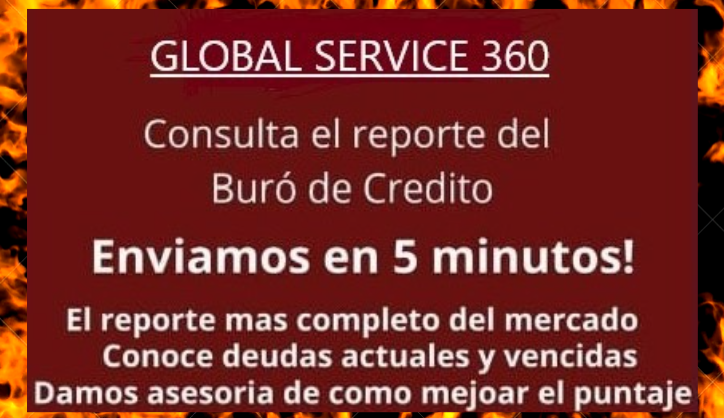 GLOBAL SERVICE 360
Consulta el reporte del
Buró de Credito
Enviamos en 5 minutos!
El reporte mas completo del mercado
Conoce deudas actuales y vencidas
Damos asesoria de como mejoar el puntaje